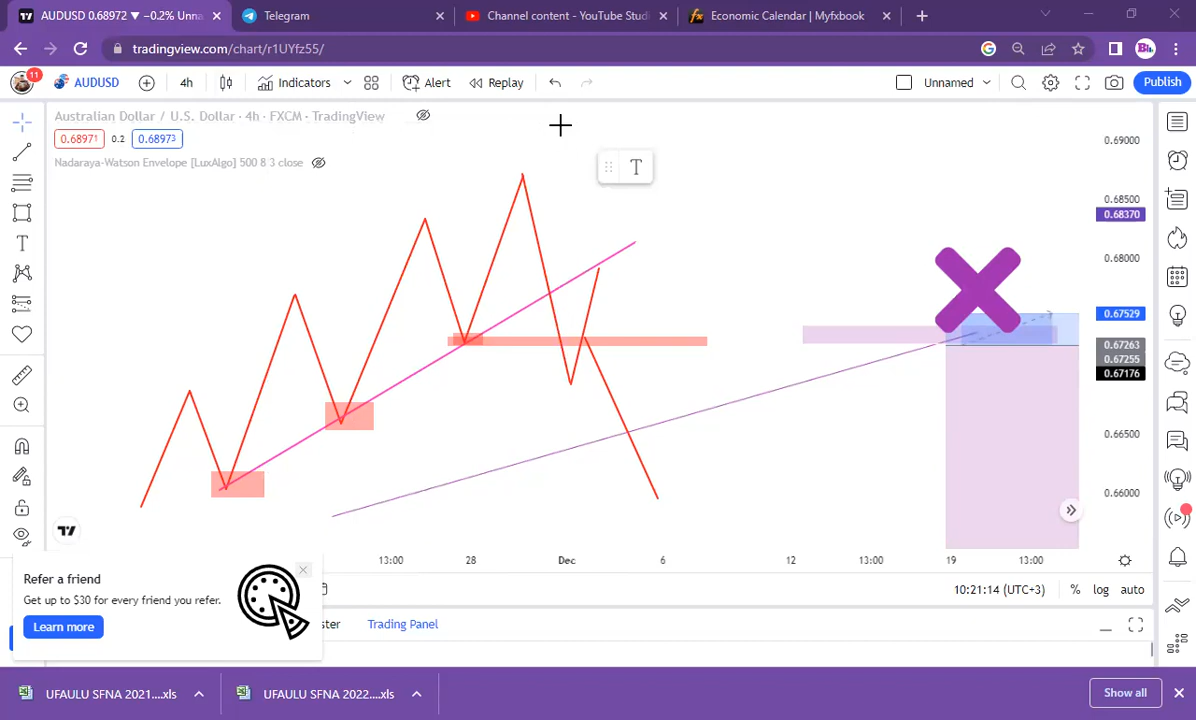 AUDUSD 0.68972 ▼ −0.2% Unna
Telegram
Channel content - YouTube Studi
Economic Calendar | Myfxbook
tradingview.com/chart/r1UYfz55/
11
AUDUSD
4h
Indicators
Alert
Replay
Unnamed
Publish
Australian Dollar / U.S. Dollar · 4h · FXCM · TradingView
0.68971
0.2
0.68973
Nadaraya-Watson Envelope [LuxAlgo] 500 8 3 close
T
T
0.69000
0.68500
0.68370
0.68000
0.67529
0.67263
0.67255
0.67176
0.66500
0.66000
13:00
28
Dec
6
12
13:00
19
13:00
Refer a friend
Get up to $30 for every friend you refer.
Learn more
10:21:14 (UTC+3)
%
log
auto
ster
Trading Panel
UFAULU SFNA 2021....xls
UFAULU SFNA 2022....xls
Show all